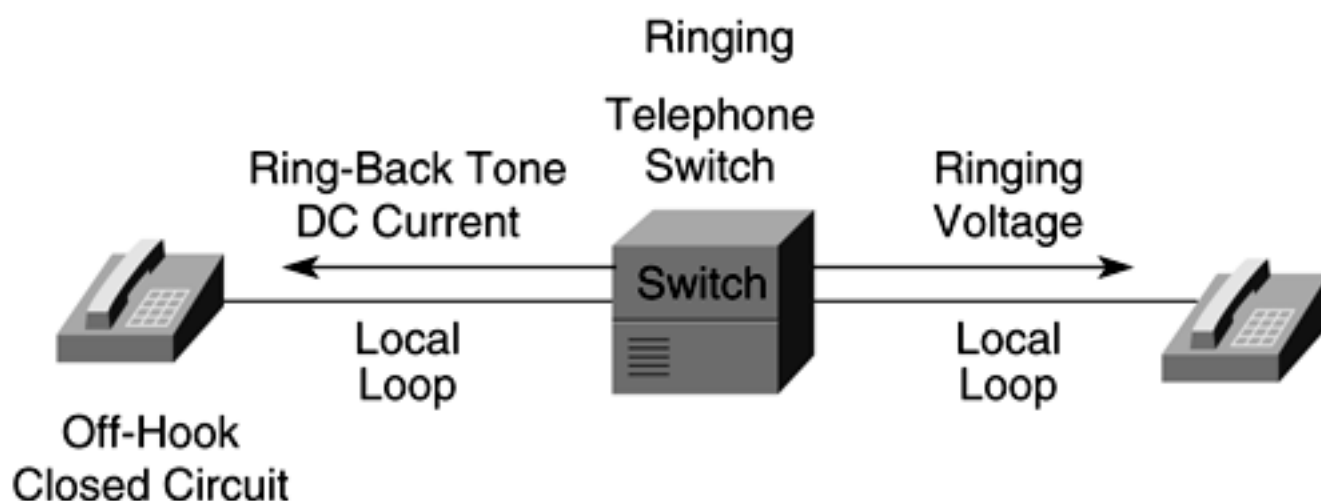 Ringing
Telephone
Switch
Ring-Back Tone
DC Current
Ringing
Voltage
Switch
Local
Loop
Local
Loop
Off-Hook
Closed Circuit